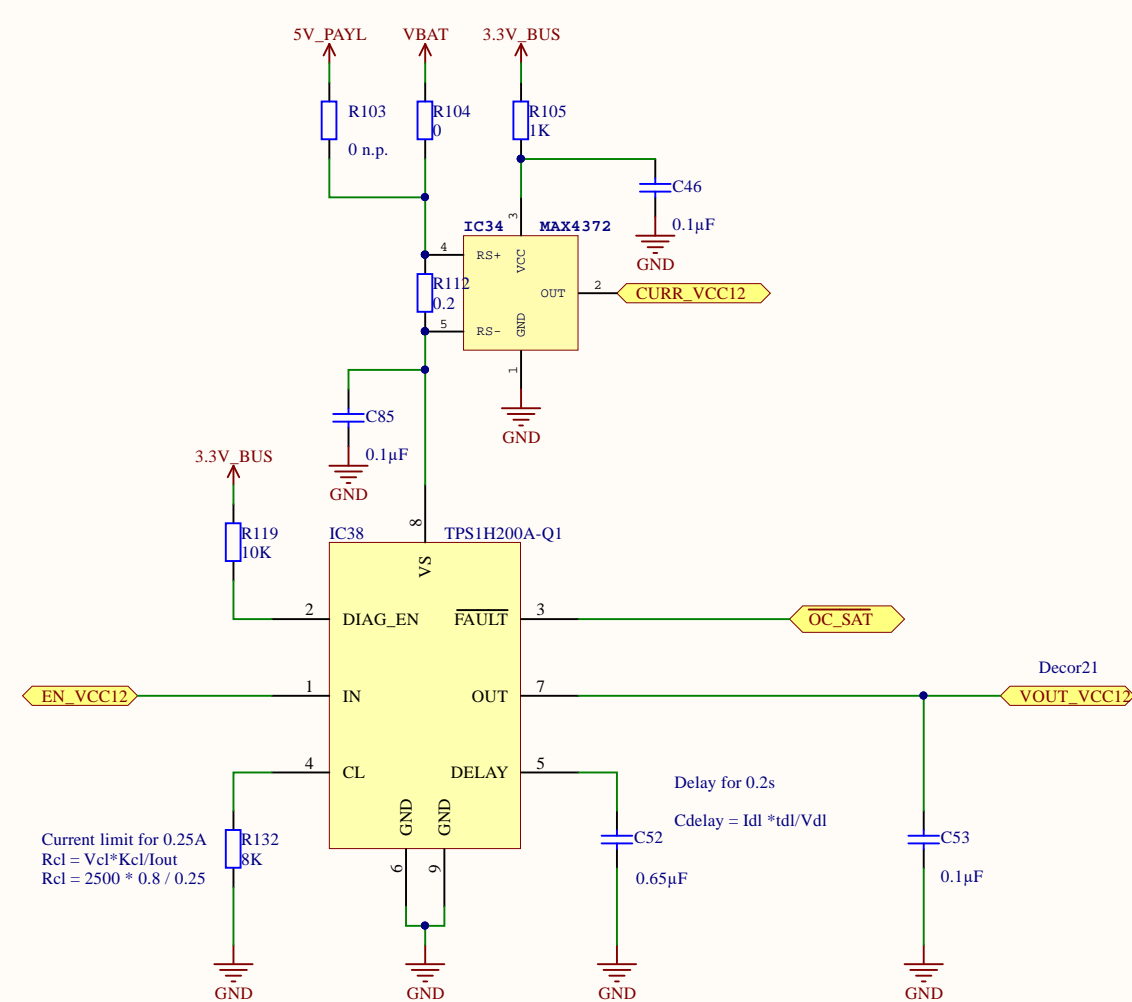 5V_PAYL
VBAT
3.3V_BUS
R103
0 n.p.
R104
0
R105
1K
C46
0.1µF
GND
IC34
MAX4372
3
4
RS+
VCC
R112
0.2
OUT
2
CURR_VCC12
5
RS-
GND
1
GND
C85
0.1µF
GND
3.3V_BUS
R119
10K
IC38
TPS1H200A-Q1
8
VS
2
DIAG_EN
FAULT
3
OC_SAT
EN_VCC12
1
IN
OUT
7
Decor21
VOUT_VCC12
4
CL
DELAY
5
Delay for 0.2s
Cdelay = Idl *tdl/Vdl
GND
GND
6
9
Current limit for 0.25A
Rcl = Vcl*Kcl/Iout
Rcl = 2500 * 0.8 / 0.25
R132
8K
C52
0.65µF
C53
0.1µF
GND
GND
GND
GND